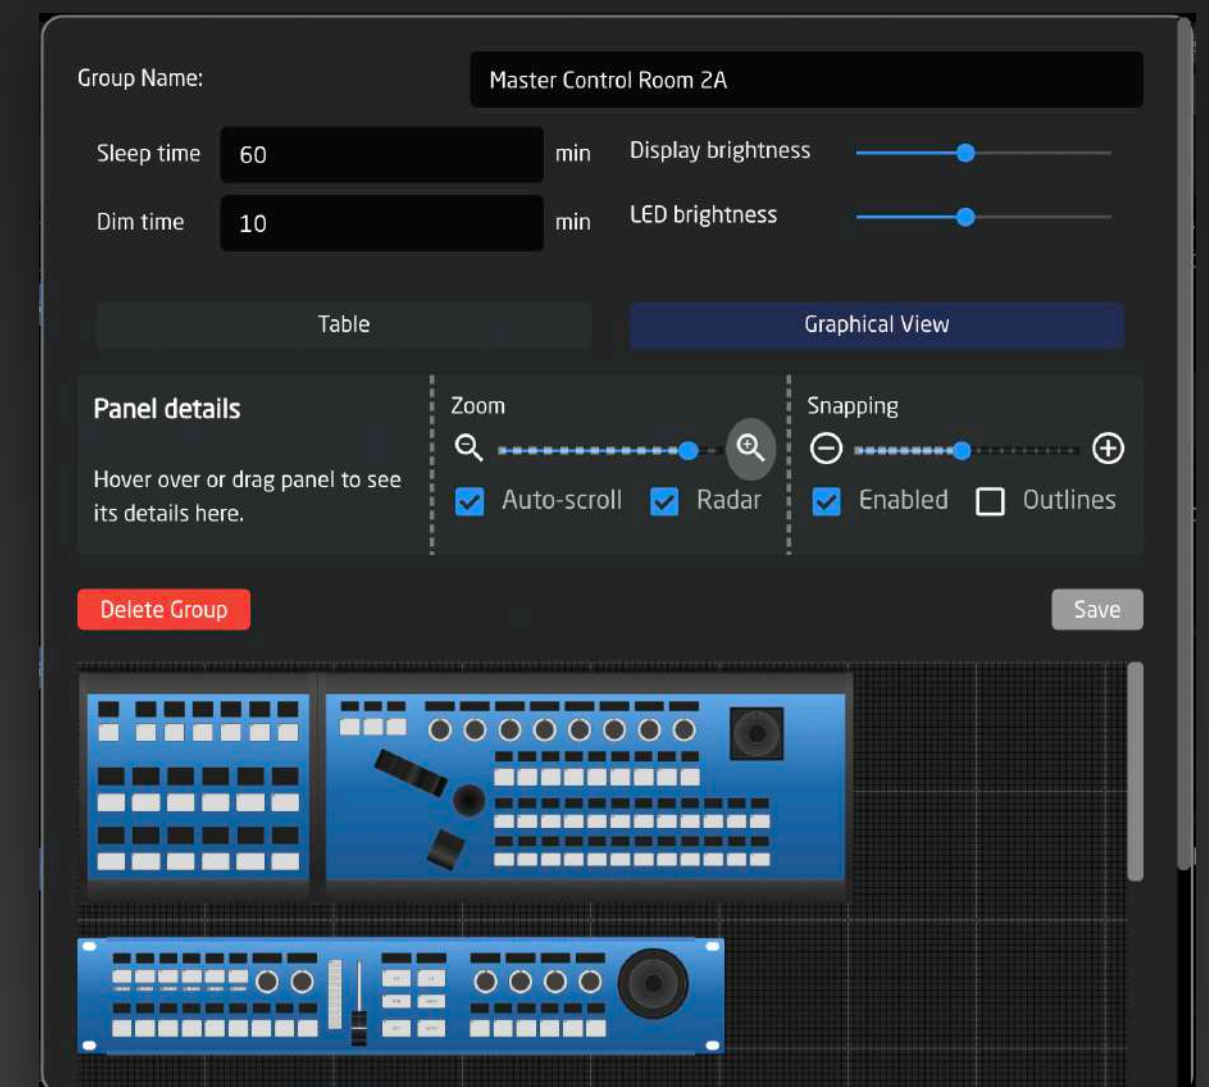 Group Name:
Master Control Room 2A
Sleep time
60
min
Display brightness
Dim time
10
min
LED brightness
Table
Graphical View
Panel details
Hover over or drag panel to see
its details here.
Zoom
Auto-scroll
Radar
Snapping
Enabled
Outlines
Delete Group
Save